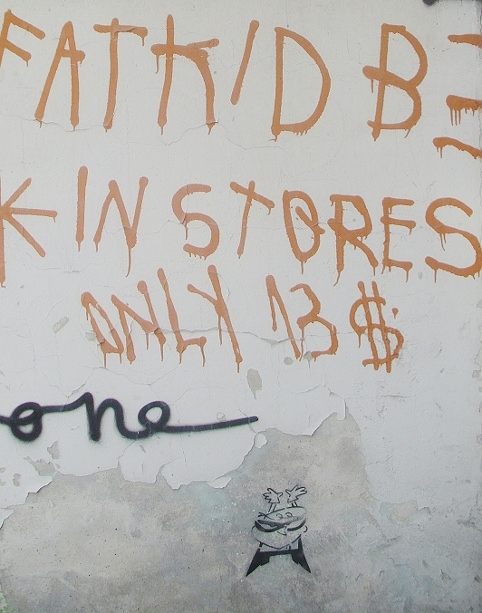 FATKID B
K IN STORES
ONLY 13 $
one